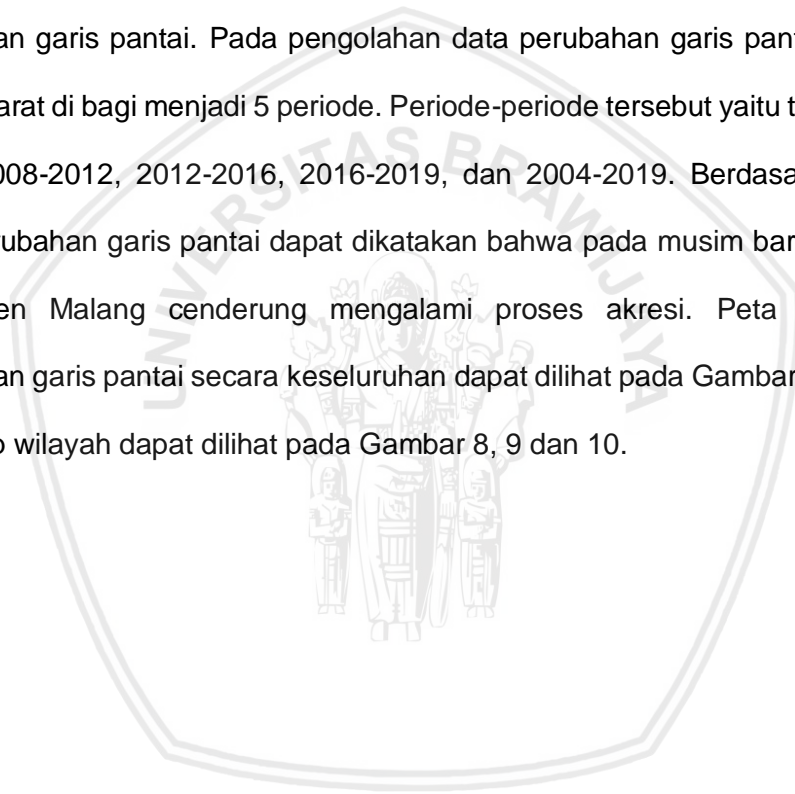 an garis pantai. Pada pengolahan data perubahan garis pant
arat di bagi menjadi 5 periode. Periode-periode tersebut yaitu t
008-2012, 2012-2016, 2016-2019, dan 2004-2019. Berdasa
rubahan garis pantai dapat dikatakan bahwa pada musim bar
en Malang cenderung mengalami proses akresi. Peta
an garis pantai secara keseluruhan dapat dilihat pada Gambar
p wilayah dapat dilihat pada Gambar 8, 9 dan 10.
UNIVERSITAS BRAWIJAYA